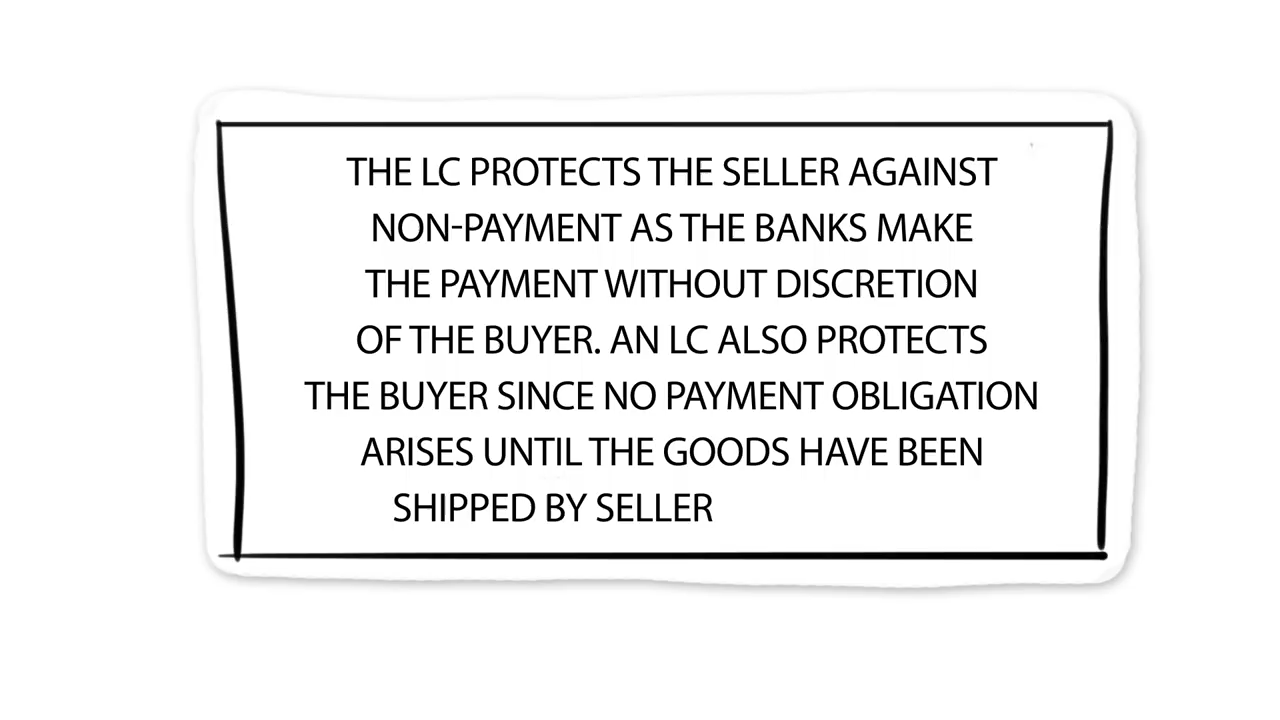 THE LC PROTECTS THE SELLER AGAINST
NON-PAYMENT AS THE BANKS MAKE
THE PAYMENT WITHOUT DISCRETION
OF THE BUYER. AN LC ALSO PROTECTS
THE BUYER SINCE NO PAYMENT OBLIGATION
ARISES UNTIL THE GOODS HAVE BEEN
SHIPPED BY SELLER